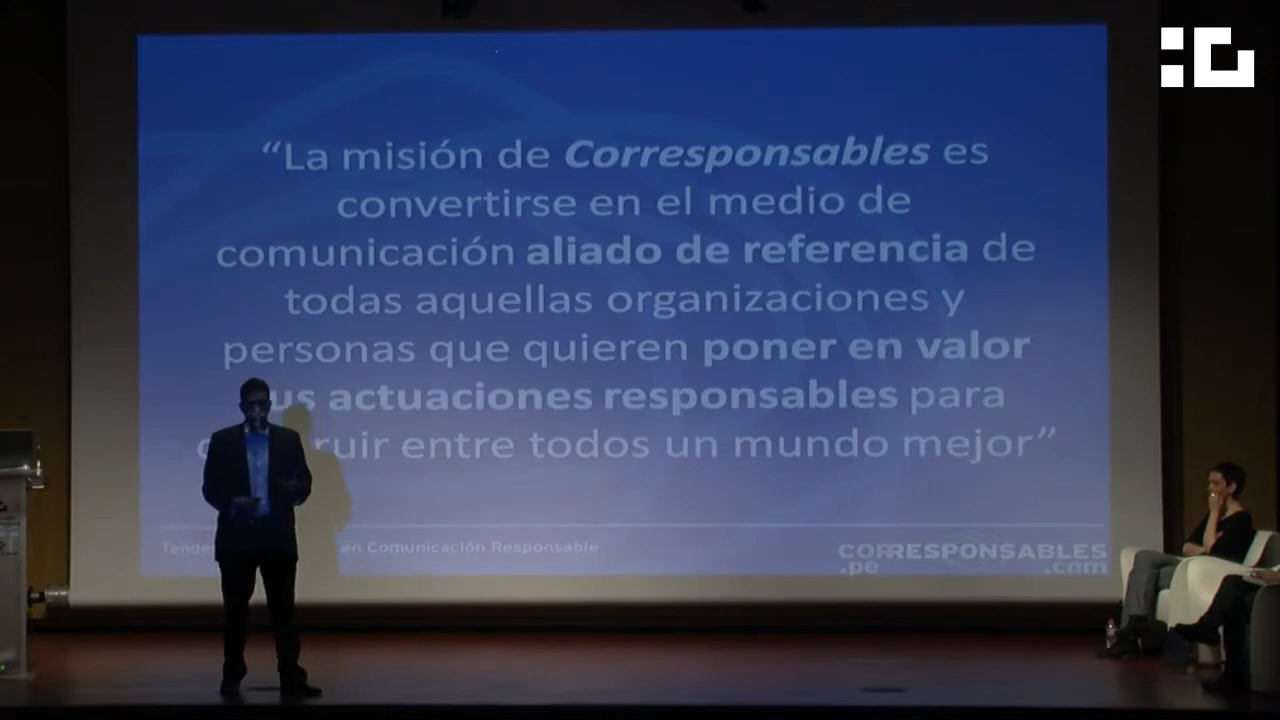 “La misión de Corresponsables es
convertirse en el medio de
comunicación aliado de referencia de
todas aquellas organizaciones y
personas que quieren poner en valor
actuaciones responsables para
entre todos un mundo mejor”
en Comunicación Responsable
CORRESPONSABLES
.pe .com